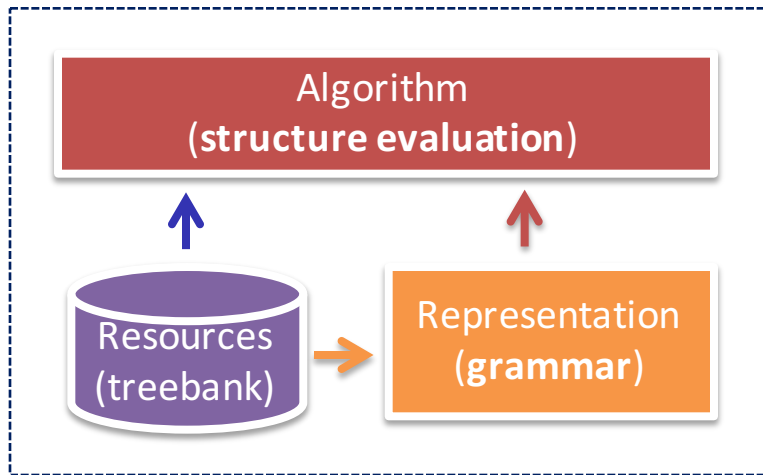 Algorithm
(structure evaluation)
Resources
(treebank)
Representation
(grammar)